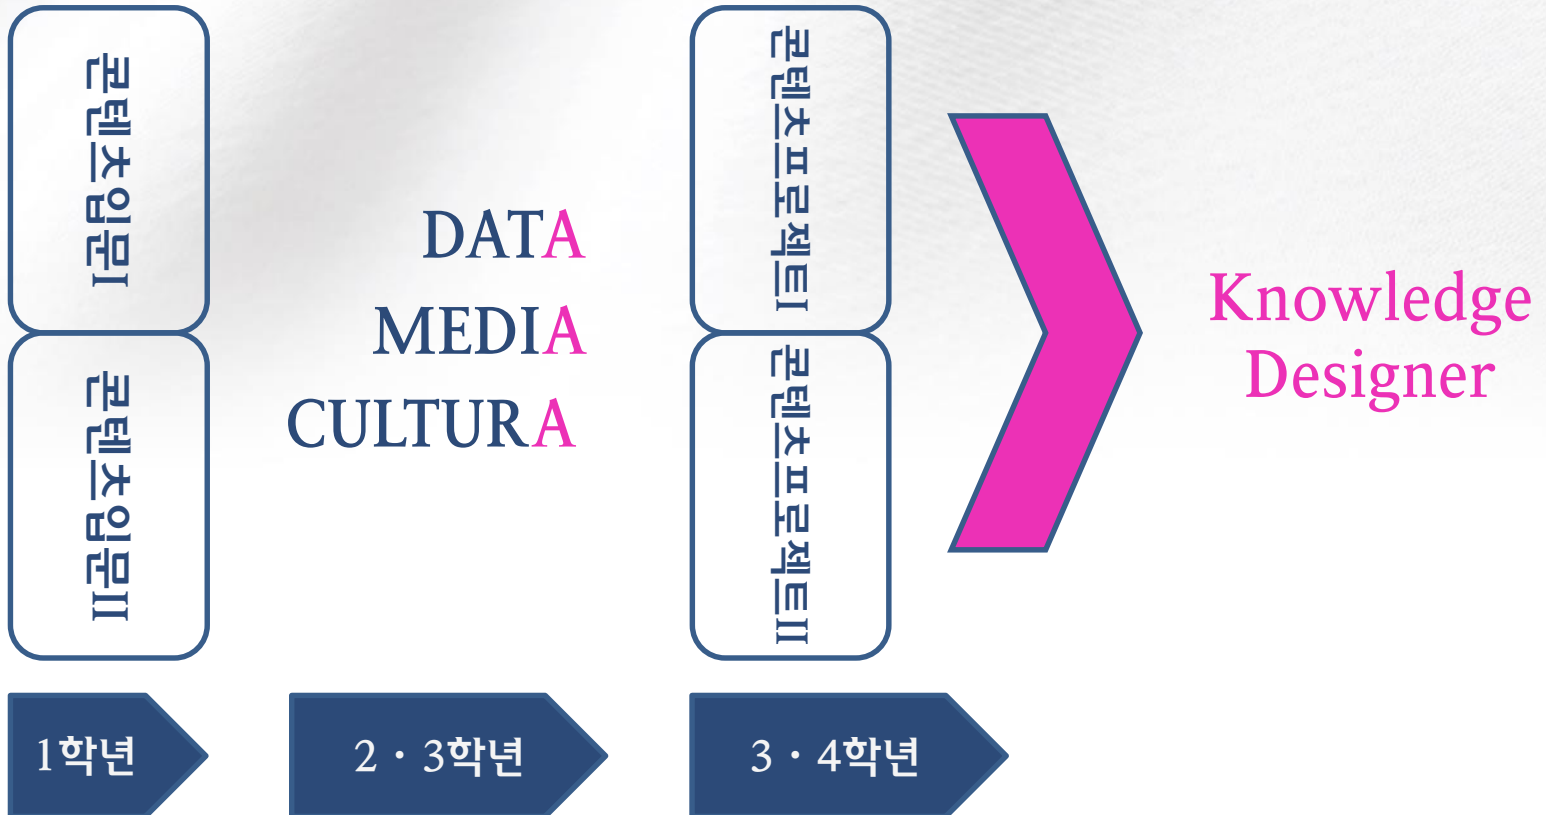 콘텐츠입문I
콘텐츠입문II
DATA
MEDIA
CULTURA
콘텐츠프로젝트I
콘텐츠프로젝트II
Knowledge
Designer
1학년
2 · 3학년
3 · 4학년